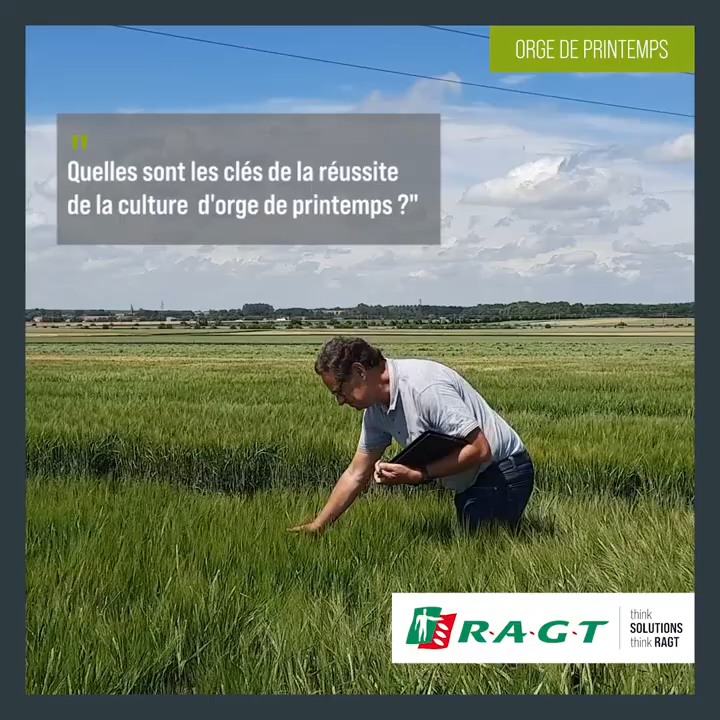 ORGE DE PRINTEMPS
"
Quelles sont les clés de la réussite
de la culture d'orge de printemps ?"
R·A·G·T
think
SOLUTIONS
think RAGT